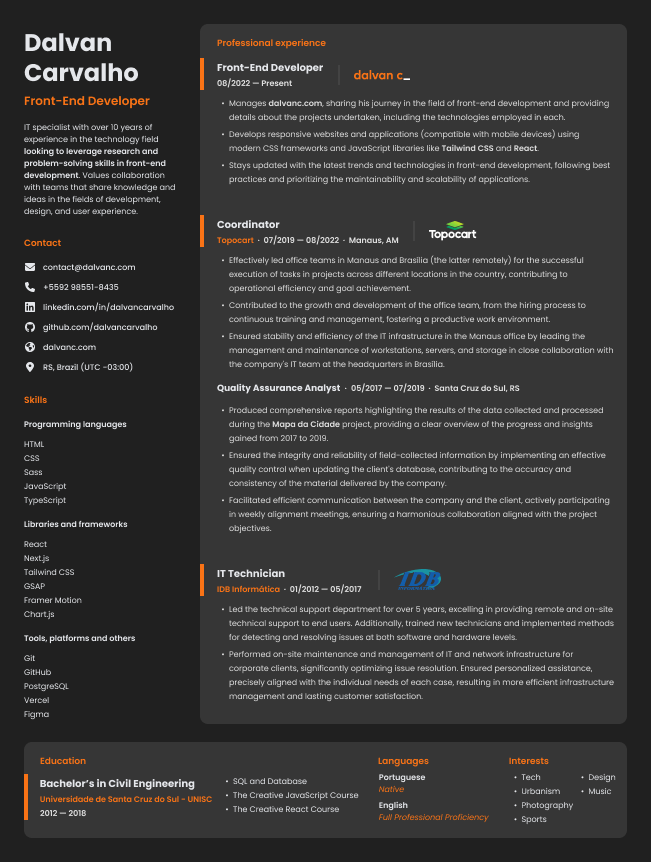 Dalvan
Carvalho
Front-End Developer
IT specialist with over 10 years of
experience in the technology field
looking to leverage research and
problem-solving skills in front-end
development. Values collaboration
with teams that share knowledge and
ideas in the fields of development,
design, and user experience.
Contact
contact@dalvanc.com
+5592 98551-8435
linkedin.com/in/dalvancarvalho
github.com/dalvancarvalho
dalvanc.com
RS, Brazil (UTC -03:00)
Skills
Programming languages
HTML
CSS
Sass
JavaScript
TypeScript
Libraries and frameworks
React
Next.js
Tailwind CSS
GSAP
Framer Motion
Chart.js
Tools, platforms and others
Git
GitHub
PostgreSQL
Vercel
Figma
Professional experience
Front-End Developer
08/2022 — Present
dalvan c_
• Manages dalvanc.com, sharing his journey in the field of front-end development and providing
details about the projects undertaken, including the technologies employed in each.
• Develops responsive websites and applications (compatible with mobile devices) using
modern CSS frameworks and JavaScript libraries like Tailwind CSS and React.
• Stays updated with the latest trends and technologies in front-end development, following best
practices and prioritizing the maintainability and scalability of applications.
Coordinator
Topocart · 07/2019 — 08/2022 · Manaus, AM
Topocart
• Effectively led office teams in Manaus and Brasília (the latter remotely) for the successful
execution of tasks in projects across different locations in the country, contributing to
operational efficiency and goal achievement.
• Contributed to the growth and development of the office team, from the hiring process to
continuous training and management, fostering a productive work environment.
• Ensured stability and efficiency of the IT infrastructure in the Manaus office by leading the
management and maintenance of workstations, servers, and storage in close collaboration with
the company's IT team at the headquarters in Brasília.
Quality Assurance Analyst · 05/2017 — 07/2019 · Santa Cruz do Sul, RS
• Produced comprehensive reports highlighting the results of the data collected and processed
during the Mapa da Cidade project, providing a clear overview of the progress and insights
gained from 2017 to 2019.
• Ensured the integrity and reliability of field-collected information by implementing an effective
quality control when updating the client's database, contributing to the accuracy and
consistency of the material delivered by the company.
• Facilitated efficient communication between the company and the client, actively participating
in weekly alignment meetings, ensuring a harmonious collaboration aligned with the project
objectives.
IT Technician
IDB Informática · 01/2012 — 05/2017
IDB
• Led the technical support department for over 5 years, excelling in providing remote and on-site
technical support to end users. Additionally, trained new technicians and implemented methods
for detecting and resolving issues at both software and hardware levels.
• Performed on-site maintenance and management of IT and network infrastructure for
corporate clients, significantly optimizing issue resolution. Ensured personalized assistance,
precisely aligned with the individual needs of each case, resulting in more efficient infrastructure
management and lasting customer satisfaction.
Education
Bachelor's in Civil Engineering
Universidade de Santa Cruz do Sul - UNISC
2012 — 2018
• SQL and Database
• The Creative JavaScript Course
• The Creative React Course
Languages
Portuguese
Native
English
Full Professional Proficiency
Interests
• Tech
• Urbanism
• Photography
• Sports
• Design
• Music